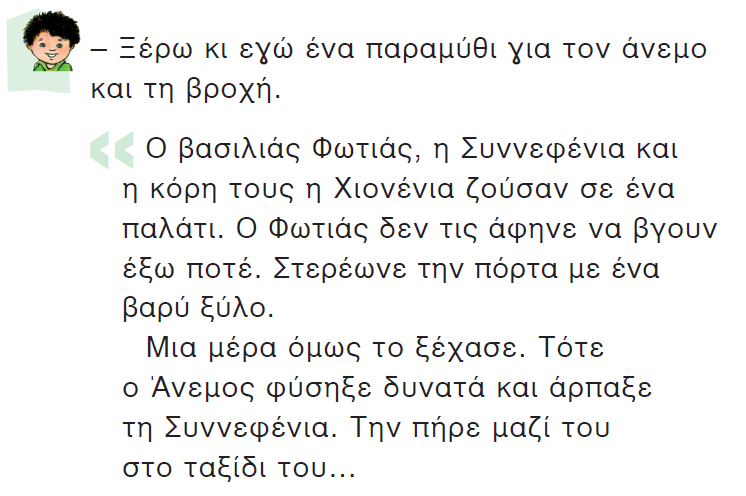 – Ξέρω κι εγώ ένα παραμύθι για τον άνεμο
και τη βροχή.
« Ο βασιλιάς Φωτιάς, η Συννεφένια και
η κόρη τους η Χιονένια ζούσαν σε ένα
παλάτι. Ο Φωτιάς δεν τις άφηνε να βγουν
έξω ποτέ. Στερέωνε την πόρτα με ένα
βαρύ ξύλο.
Μια μέρα όμως το ξέχασε. Τότε
ο Άνεμος φύσηξε δυνατά και άρπαξε
τη Συννεφένια. Την πήρε μαζί του
στο ταξίδι του...